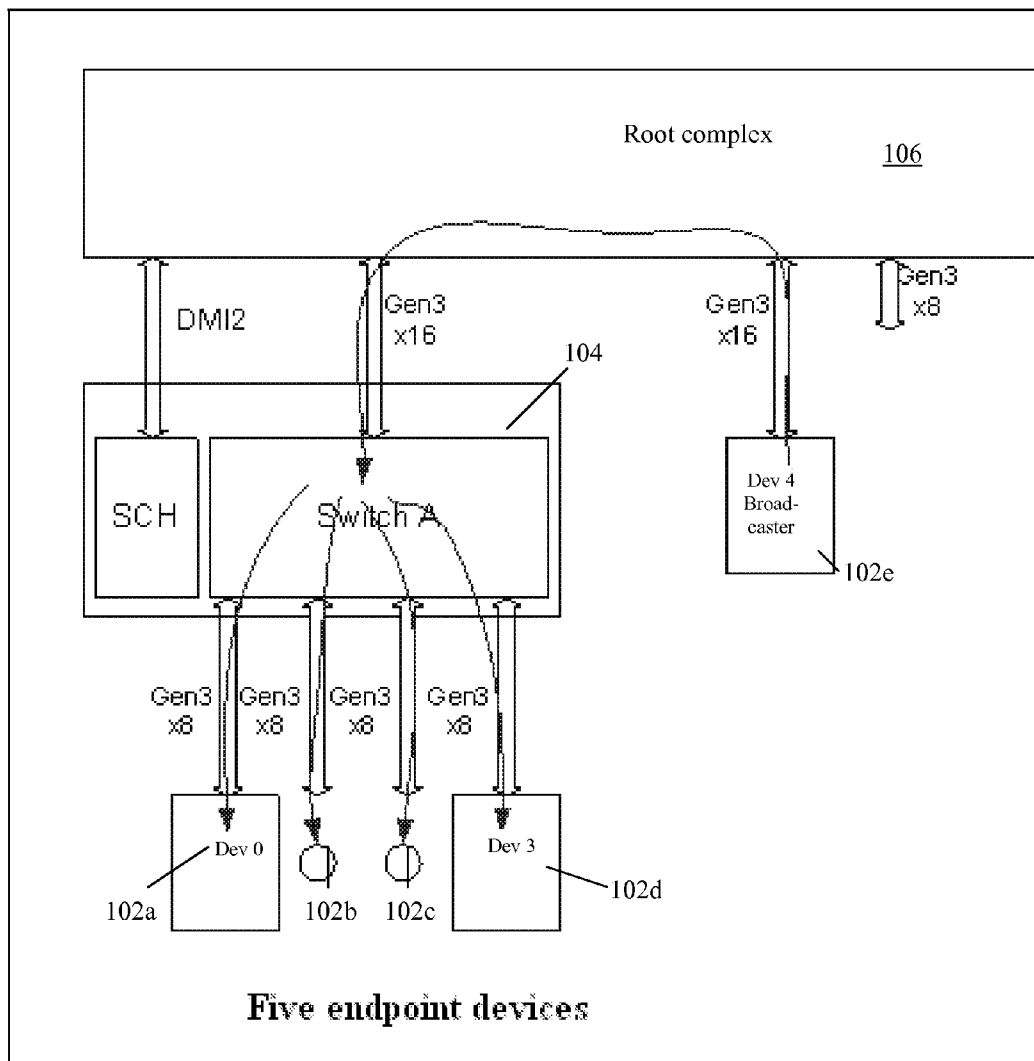 Root complex
106
DMI2
Gen3
x16
Gen3
x16
Gen3
x8
104
SCH
Switch A
Dev 4
Broad-
caster
102e
Gen3
x8
Gen3
x8
Gen3
x8
Gen3
x8
Dev 0
Dev 3
102a
102b
102c
102d
Five endpoint devices